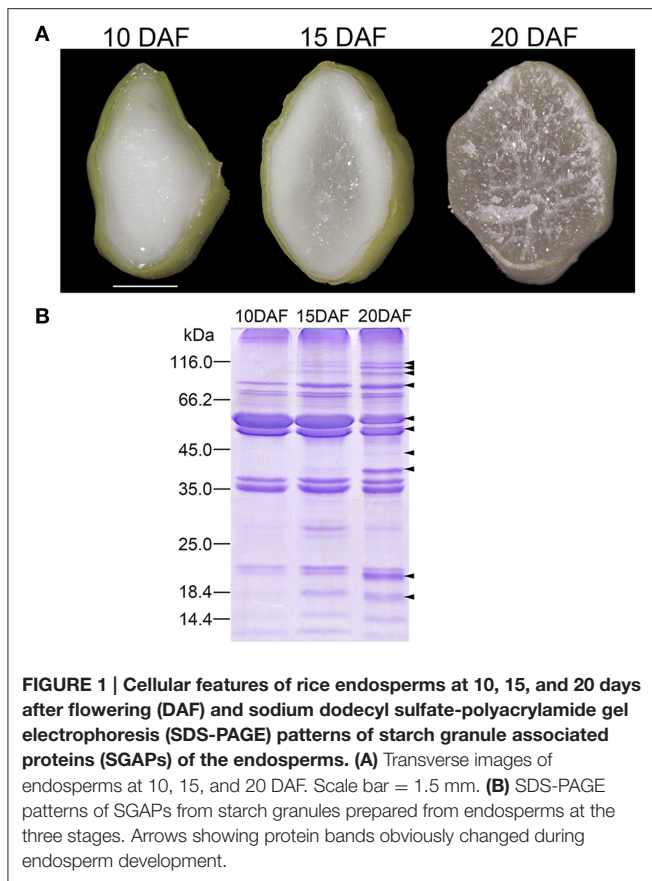 A
10 DAF 15 DAF 20 DAF
B
10DAF 15DAF 20DAF
kDa
116.0
66.2
45.0
35.0
25.0
18.4
14.4
FIGURE 1 | Cellular features of rice endosperms at 10, 15, and 20 days
after flowering (DAF) and sodium dodecyl sulfate-polyacrylamide gel
electrophoresis (SDS-PAGE) patterns of starch granule associated
proteins (SGAPs) of the endosperms. (A) Transverse images of
endosperms at 10, 15, and 20 DAF. Scale bar = 1.5 mm. (B) SDS-PAGE
patterns of SGAPs from starch granules prepared from endosperms at the
three stages. Arrows showing protein bands obviously changed during
endosperm development.